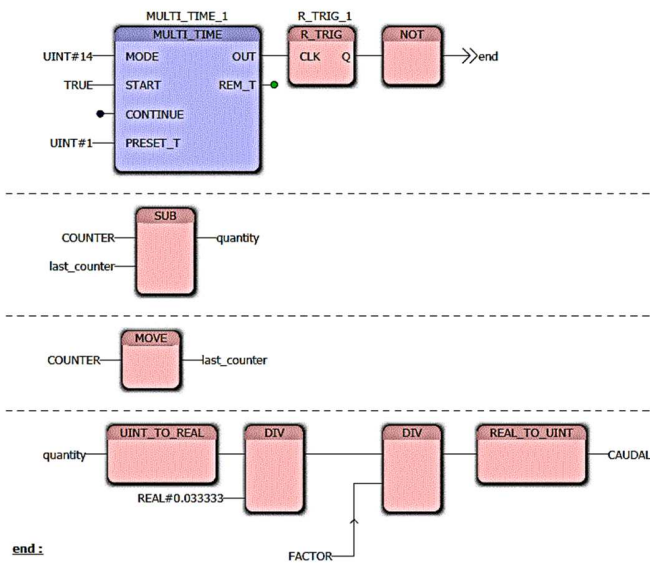 MULTI_TIME_1 R_TRIG_1
MULTI_TIME R_TRIG NOT
UINT#14 MODE OUT CLK Q end
TRUE START REM_T
CONTINUE
UINT#1 PRESET_T
SUB
COUNTER quantity
last_counter
MOVE
COUNTER last_counter
UINT_TO_REAL DIV DIV REAL_TO_UINT
quantity CAUDAL
REAL#0.033333
end :
FACTOR